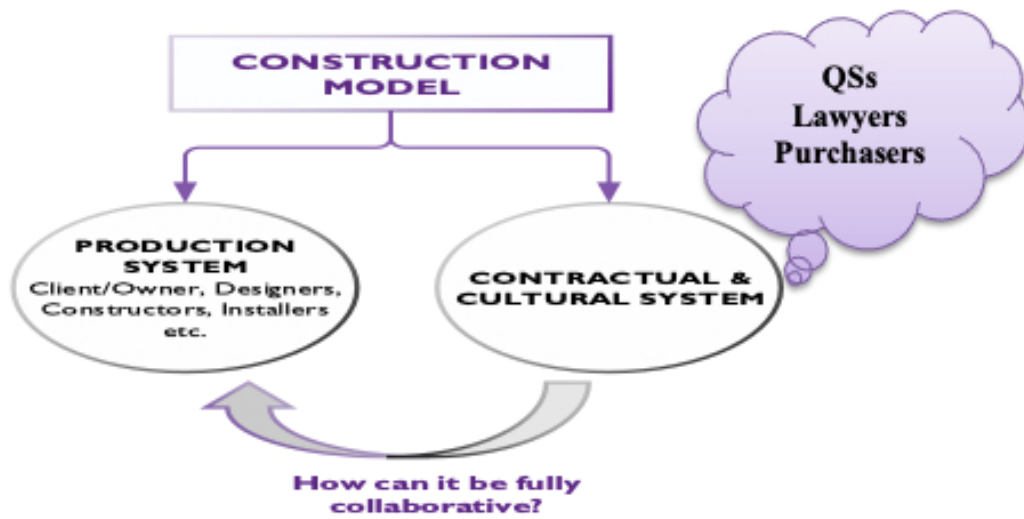 CONSTRUCTION
MODEL
QSs
Lawyers
Purchasers
PRODUCTION
SYSTEM
Client/Owner, Designers,
Constructors, Installers
etc.
CONTRACTUAL &
CULTURAL SYSTEM
How can it be fully
collaborative?